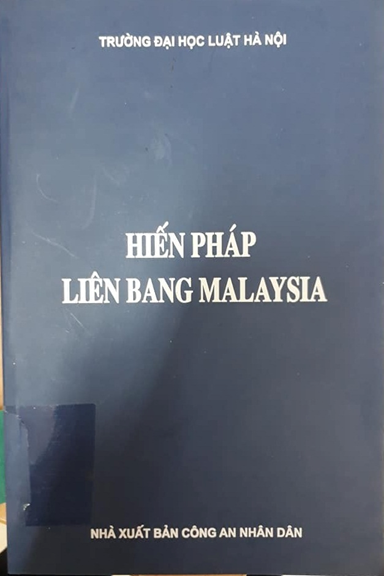 TRƯỜNG ĐẠI HỌC LUẬT HÀ NỘI
HIẾN PHÁP
LIÊN BANG MALAYSIA
NHÀ XUẤT BẢN CÔNG AN NHÂN DÂN